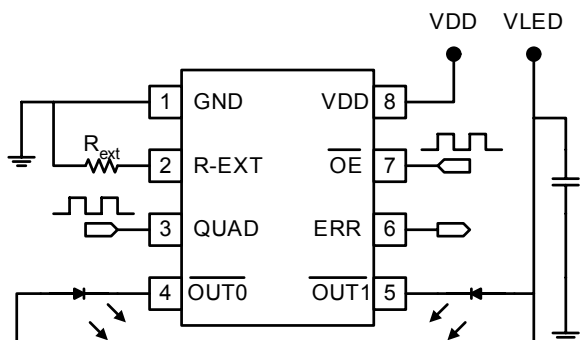 VDD VLED
1 GND VDD 8
Rext
2 R-EXT OE 7
3 QUAD ERR 6
4 OUT0 OUT1 5